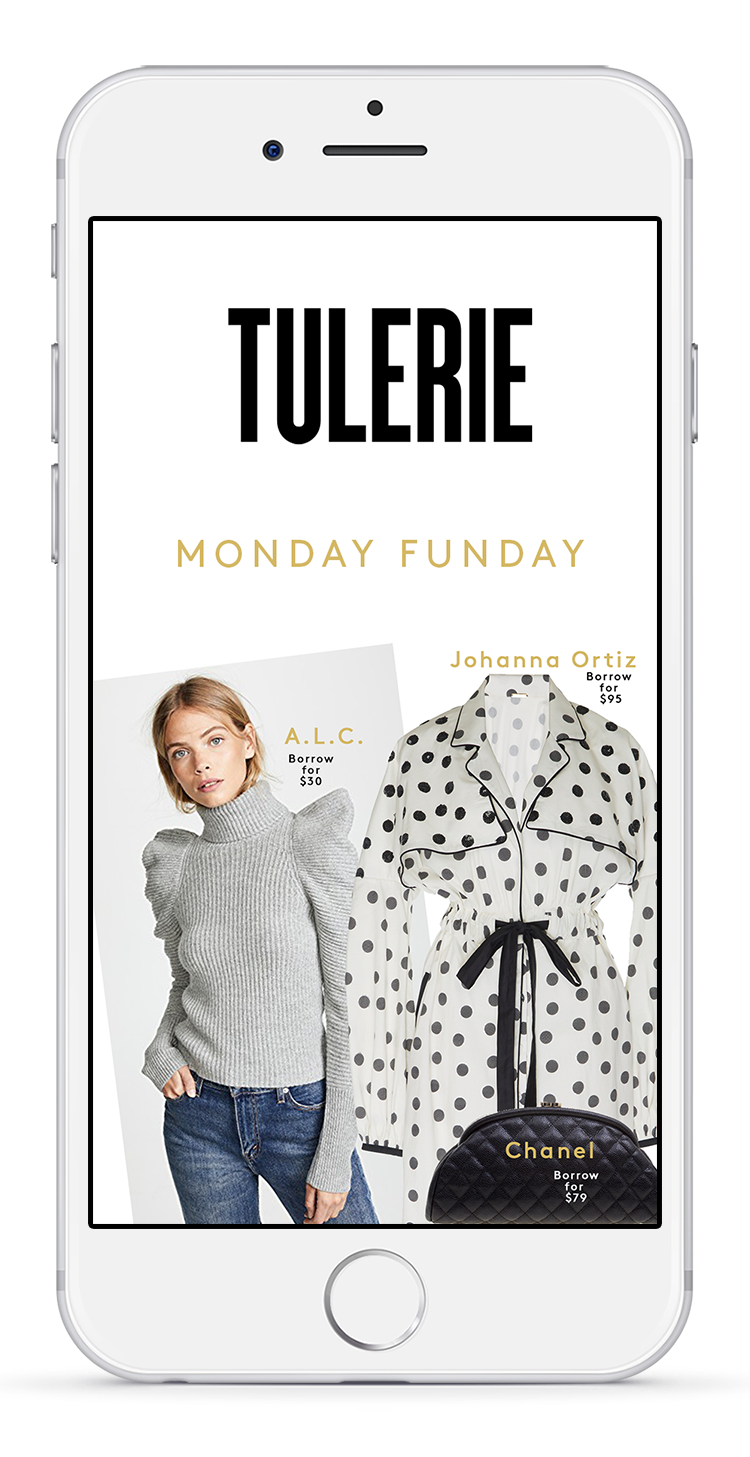 TULERIE
MONDAY FUNDAY
Johanna Ortiz
Borrow
for
$95
A.L.C.
Borrow
for
$30
Chanel
Borrow
for
$79